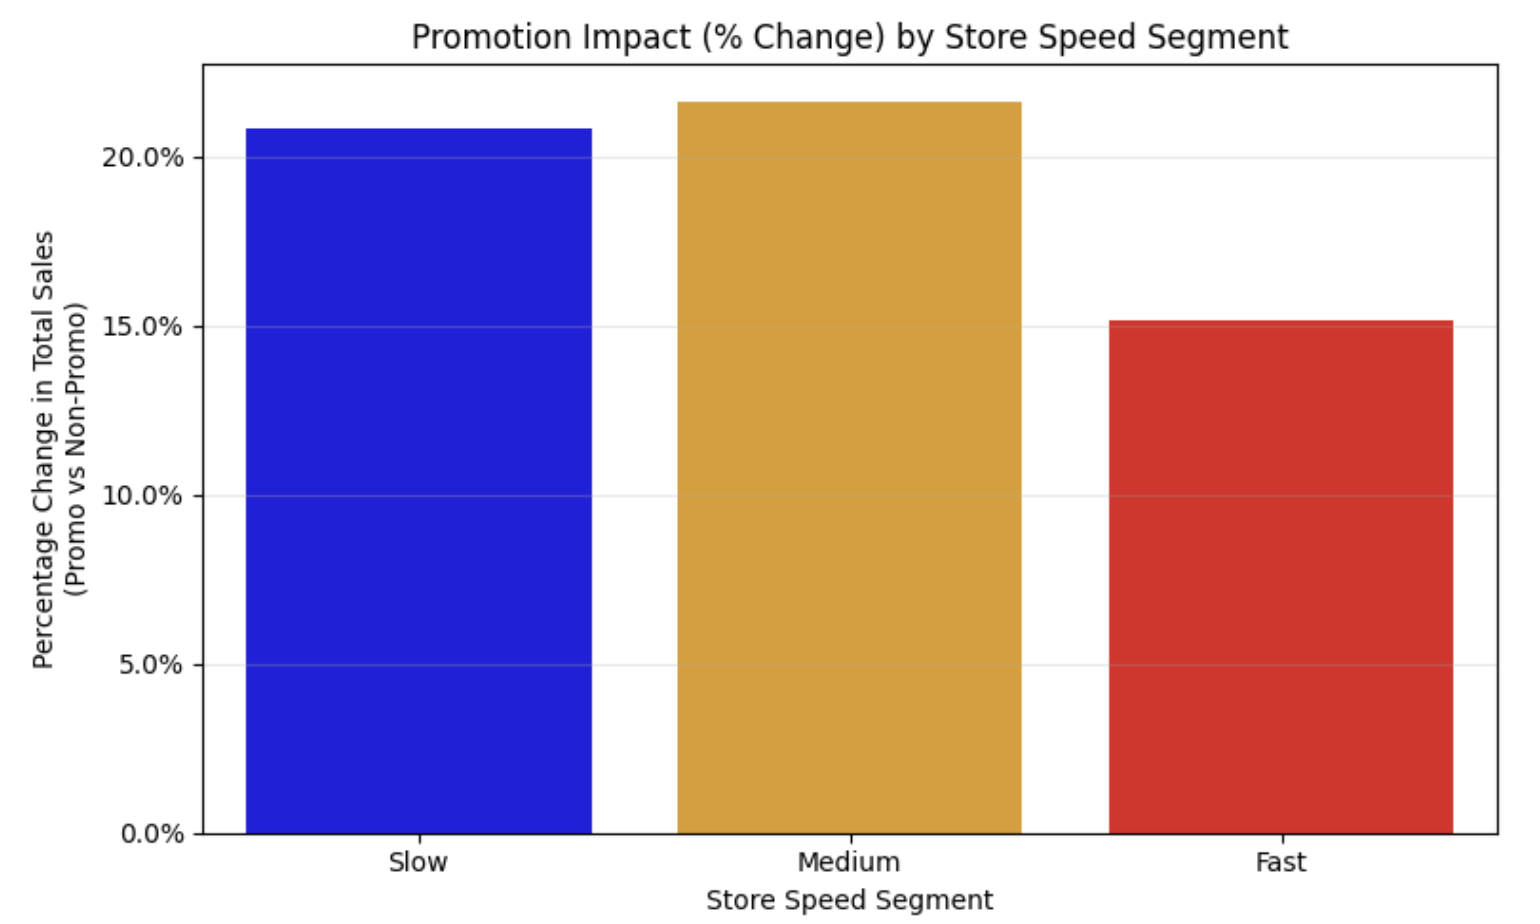 Promotion Impact (% Change) by Store Speed Segment
Percentage Change in Total Sales
(Promo vs Non-Promo)
20.0%
15.0%
10.0%
5.0%
0.0%
Slow
Medium
Fast
Store Speed Segment